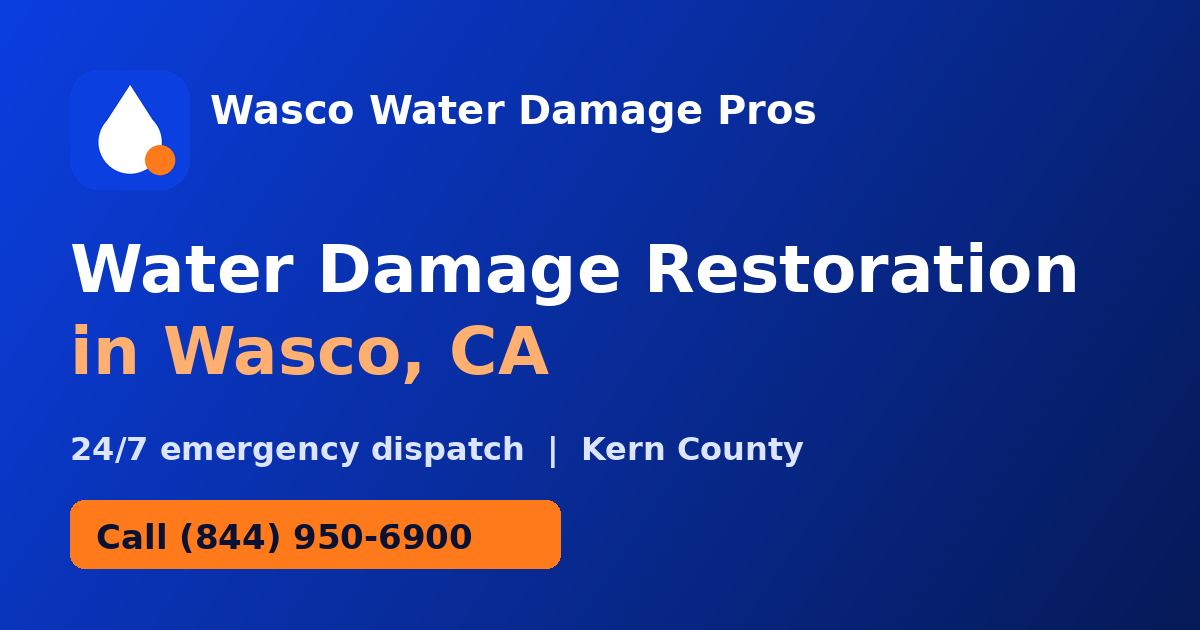 Wasco Water Damage Pros
Water Damage Restoration
in Wasco, CA
24/7 emergency dispatch | Kern County
Call (844) 950-6900